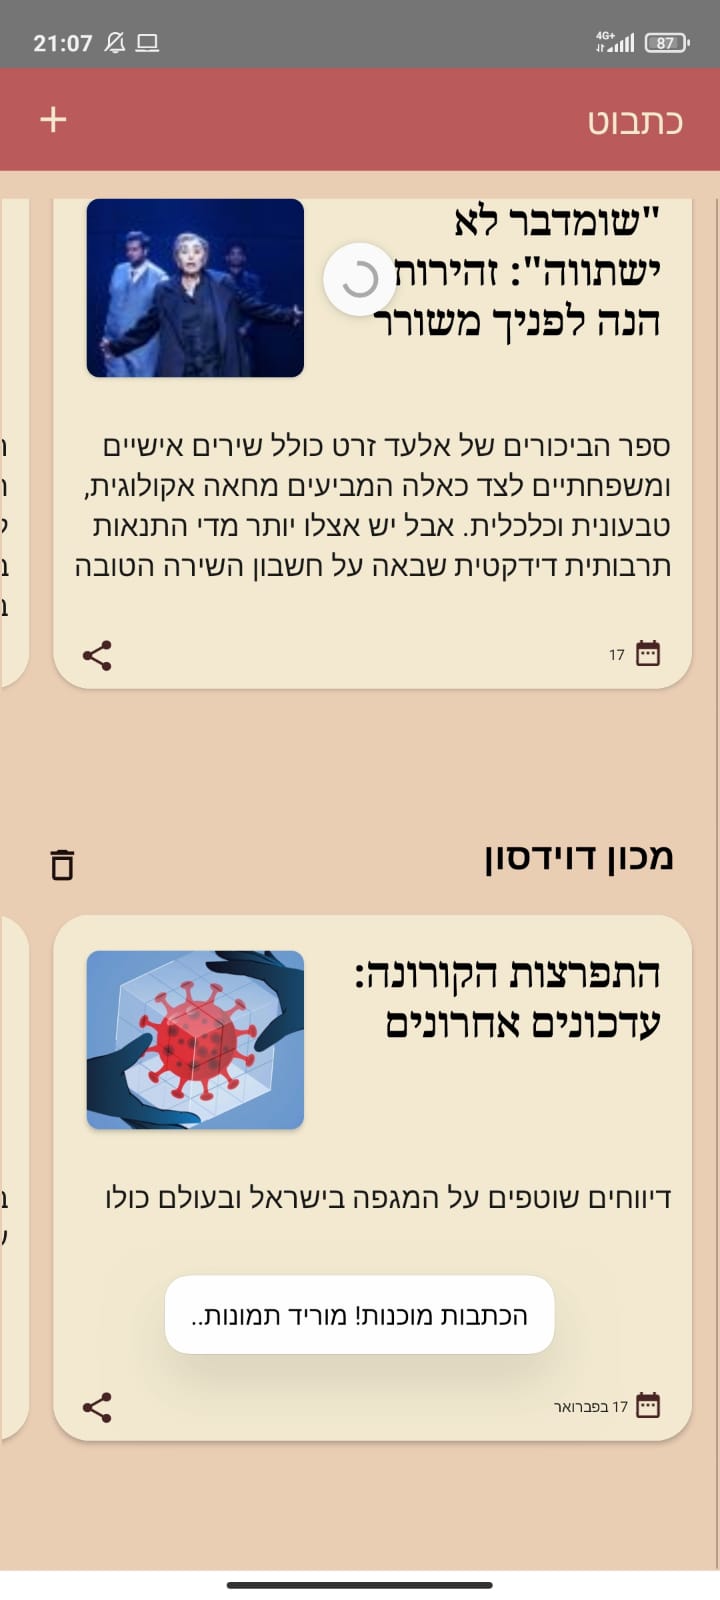 21:07
4G+
87
כתבוט
"שומדבר לא
ישתווה": זהירות
הנה לפניך משורר
ספר הביכורים של אלעד זרט כולל שירים אישיים
ומשפחתיים לצד כאלה המביעים מחאה אקולוגית,
טבעונית וכלכלית. אבל יש אצלו יותר מדי התנאות
תרבותית דידקטית שבאה על חשבון השירה הטובה
17
מכון דוידסון
התפרצות הקורונה:
עדכונים אחרונים
דיווחים שוטפים על המגפה בישראל ובעולם כולו
הכתבות מוכנות! מוריד תמונות..
17 בפברואר